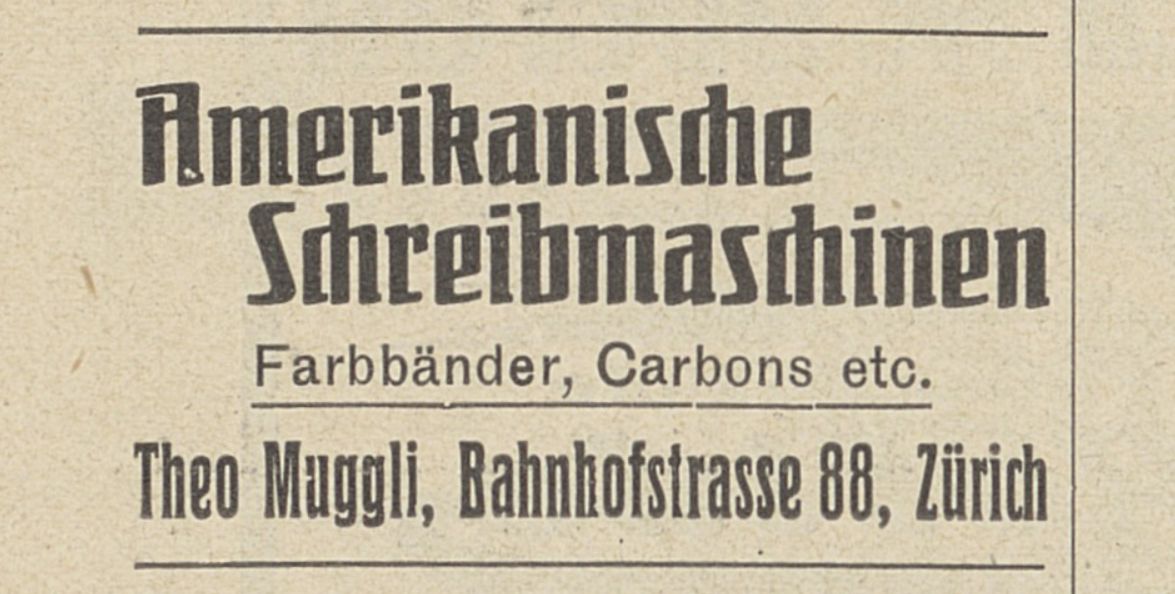 Amerikanische
Schreibmaschinen
Farbbänder, Carbons etc.
Theo Muggli, Bahnhofstrasse 88, Zürich